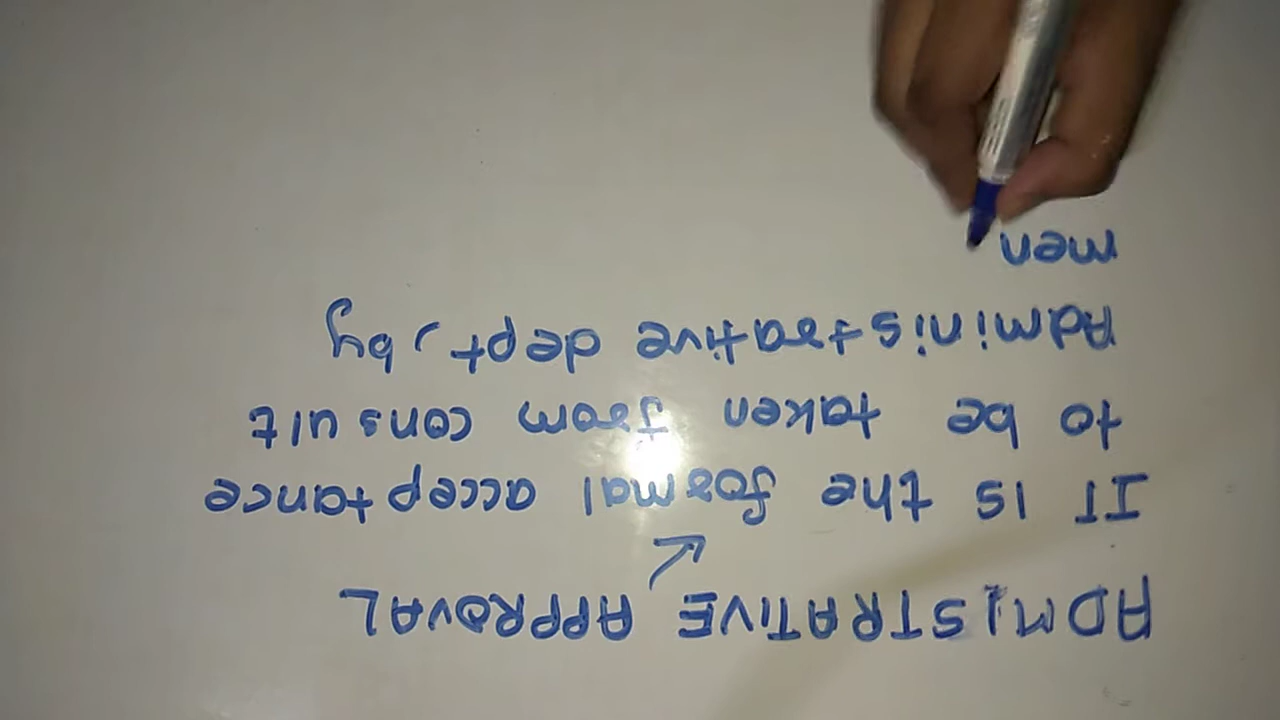 ADMISTRATIVE APPROVAL
IT IS the formal acceptance
to be taken from consult
Administrative dept, by
men